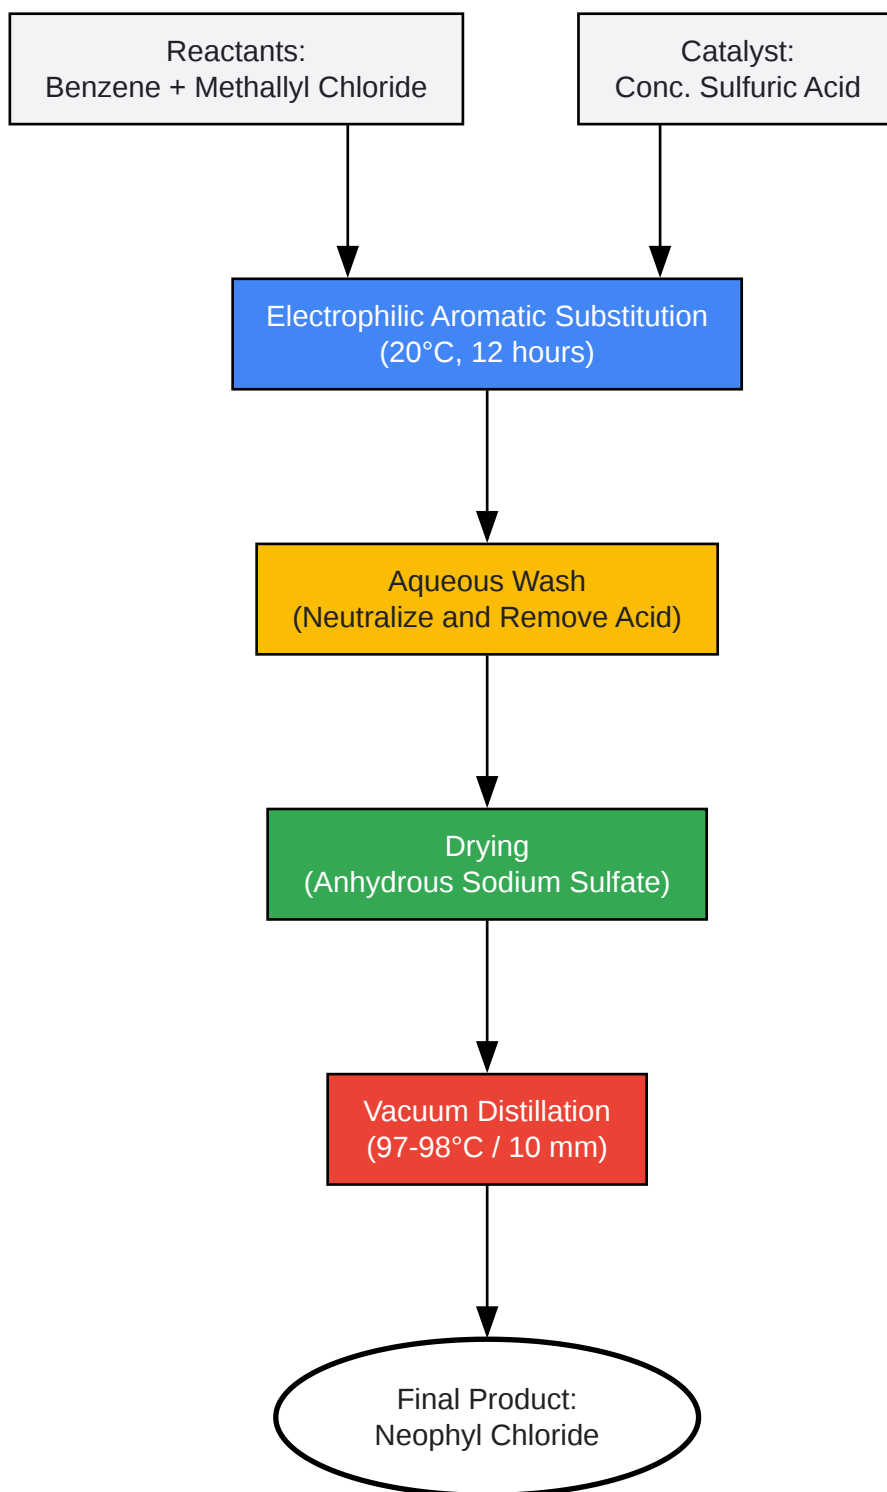 Reactants:
Benzene + Methallyl Chloride
Catalyst:
Conc. Sulfuric Acid
Electrophilic Aromatic Substitution
(20°C, 12 hours)
Aqueous Wash
(Neutralize and Remove Acid)
Drying
(Anhydrous Sodium Sulfate)
Vacuum Distillation
(97-98°C / 10 mm)
Final Product:
Neophyl Chloride